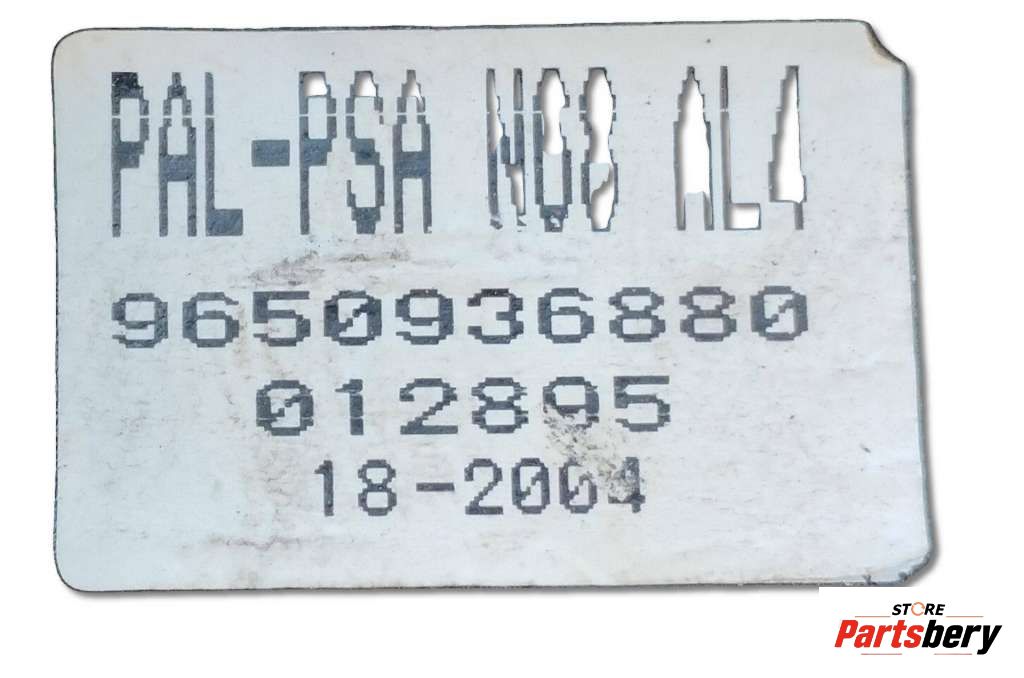 PAL-PSA N08 AL4
9650936880
012895
18-2004
STORE
Partsbery